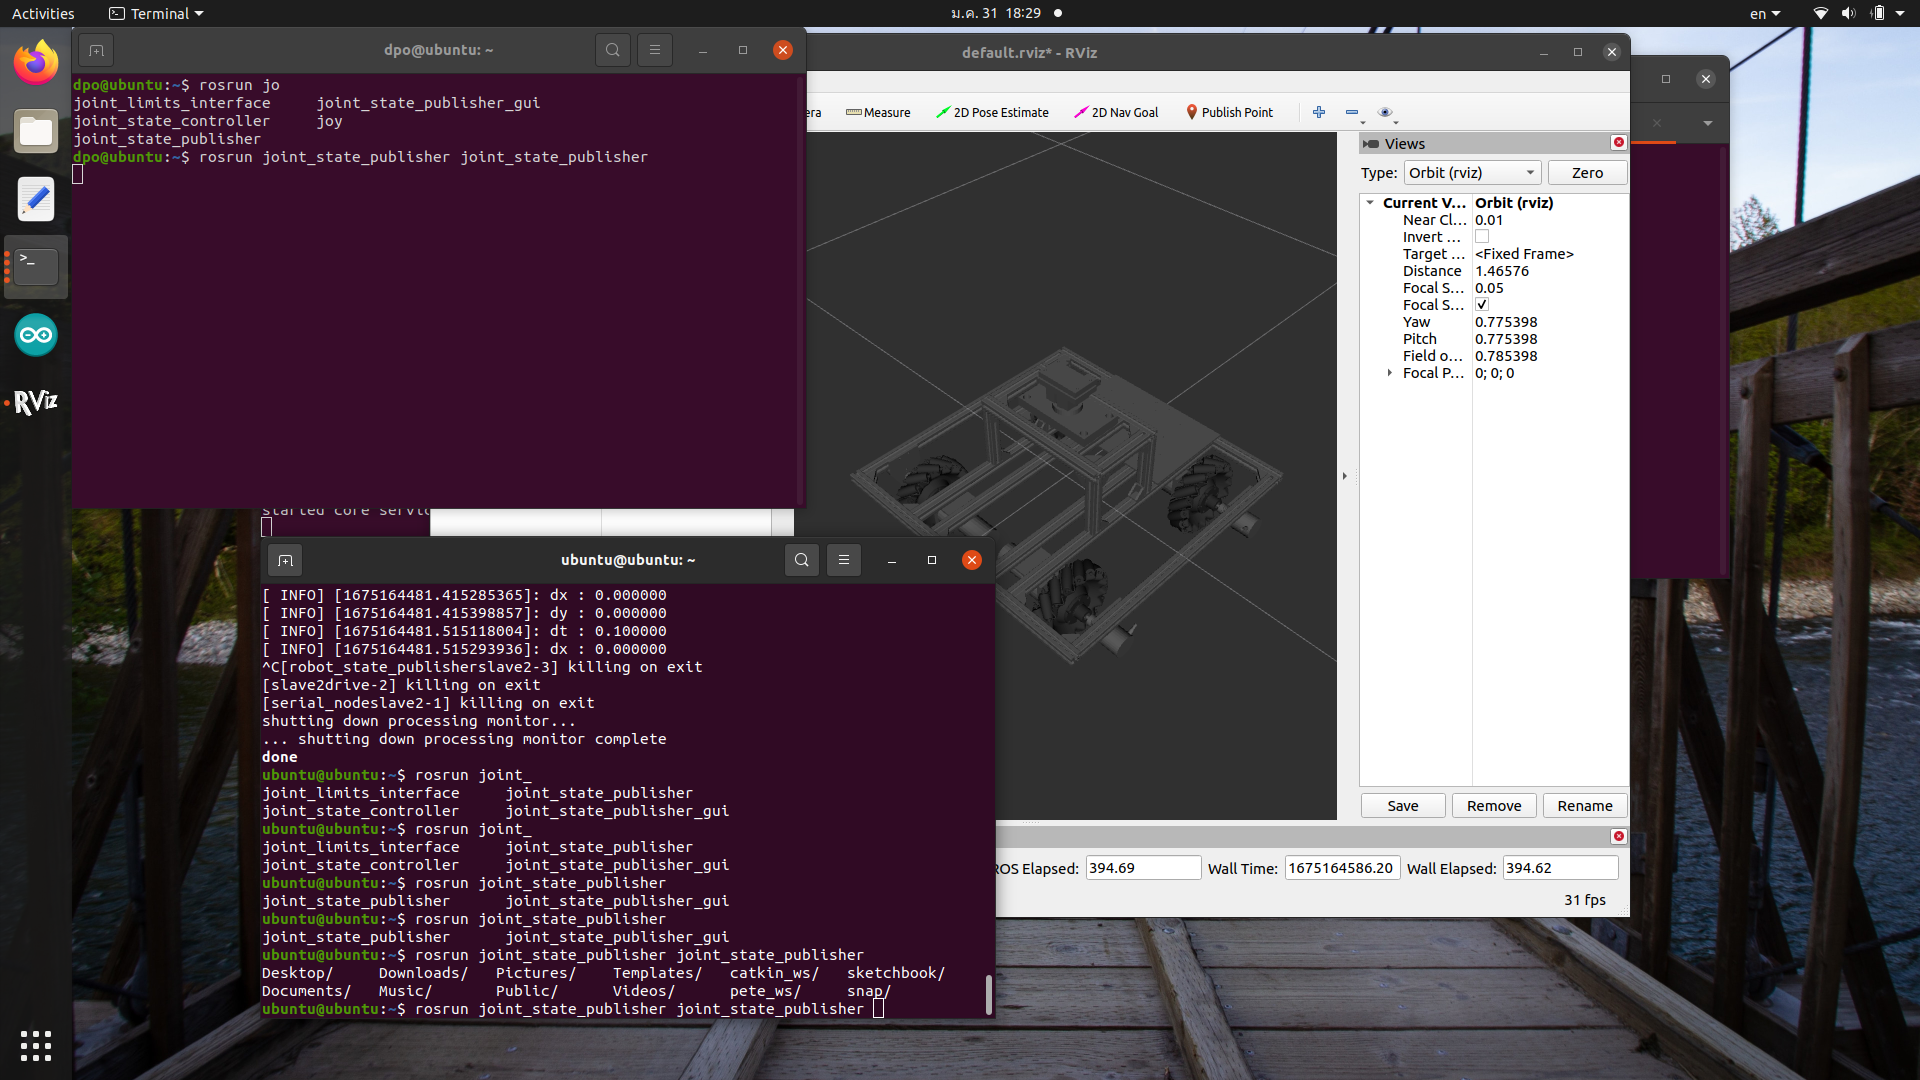 Activities
Terminal
ม.ค. 31 18:29
en
dpo@ubuntu: ~
dpo@ubuntu:~$ rosrun jo
joint_limits_interface joint_state_publisher_gui
joint_state_controller joy
joint_state_publisher
dpo@ubuntu:~$ rosrun joint_state_publisher joint_state_publisher
default.rviz* - RViz
era
Measure
2D Pose Estimate
2D Nav Goal
Publish Point
Views
Type: Orbit (rviz) Zero
Current V... Orbit (rviz)
Near Cl... 0.01
Invert ...
Target ... <Fixed Frame>
Distance 1.46576
Focal S... 0.05
Focal S...
Yaw 0.775398
Pitch 0.775398
Field o... 0.785398
Focal P... 0; 0; 0
Save Remove Rename
ROS Elapsed: 394.69 Wall Time: 1675164586.20 Wall Elapsed: 394.62
31 fps
RViz
started core servic
ubuntu@ubuntu: ~
[ INFO] [1675164481.415285365]: dx : 0.000000
[ INFO] [1675164481.415398857]: dy : 0.000000
[ INFO] [1675164481.515118004]: dt : 0.100000
[ INFO] [1675164481.515293936]: dx : 0.000000
^C[robot_state_publisherslave2-3] killing on exit
[slave2drive-2] killing on exit
[serial_nodeslave2-1] killing on exit
shutting down processing monitor...
... shutting down processing monitor complete
done
ubuntu@ubuntu:~$ rosrun joint_
joint_limits_interface joint_state_publisher
joint_state_controller joint_state_publisher_gui
ubuntu@ubuntu:~$ rosrun joint_
joint_limits_interface joint_state_publisher
joint_state_controller joint_state_publisher_gui
ubuntu@ubuntu:~$ rosrun joint_state_publisher
joint_state_publisher joint_state_publisher_gui
ubuntu@ubuntu:~$ rosrun joint_state_publisher
joint_state_publisher joint_state_publisher_gui
ubuntu@ubuntu:~$ rosrun joint_state_publisher joint_state_publisher
Desktop/ Downloads/ Pictures/ Templates/ catkin_ws/ sketchbook/
Documents/ Music/ Public/ Videos/ pete_ws/ snap/
ubuntu@ubuntu:~$ rosrun joint_state_publisher joint_state_publisher